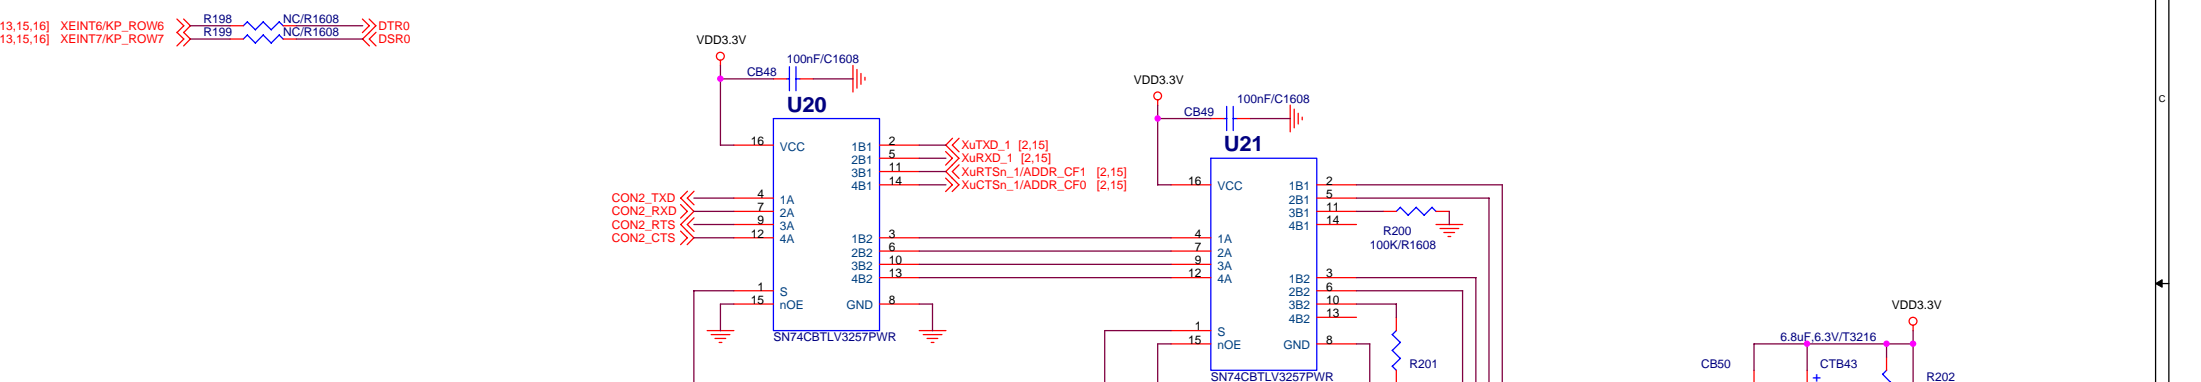 13,15,16] XEINT6/KP_ROW6 R198 NC/R1608 DTR0
13,15,16] XEINT7/KP_ROW7 R199 NC/R1608 DSR0
VDD3.3V
100nF/C1608
CB48
U20
16 VCC 1B1 2 XuTXD_1 [2,15]
2B1 5 XuRXD_1 [2,15]
3B1 11 XuRTSn_1/ADDR_CF1 [2,15]
4B1 14 XuCTSn_1/ADDR_CF0 [2,15]
CON2_TXD 4 1A
CON2_RXD 7 2A
CON2_RTS 9 3A
CON2_CTS 12 4A
1B2 3
2B2 6
3B2 10
4B2 13
1 S
15 nOE GND 8
SN74CBTLV3257PWR
VDD3.3V
100nF/C1608
CB49
U21
16 VCC 1B1 2
2B1 5
3B1 11
4B1 14
R200
100K/R1608
4 1A
7 2A
9 3A
12 4A
1B2 3
2B2 6
3B2 10
4B2 13
1 S
15 nOE GND 8
SN74CBTLV3257PWR
R201
C
VDD3.3V
6.8uF,6.3V/T3216
CB50 CTB43
+ R202